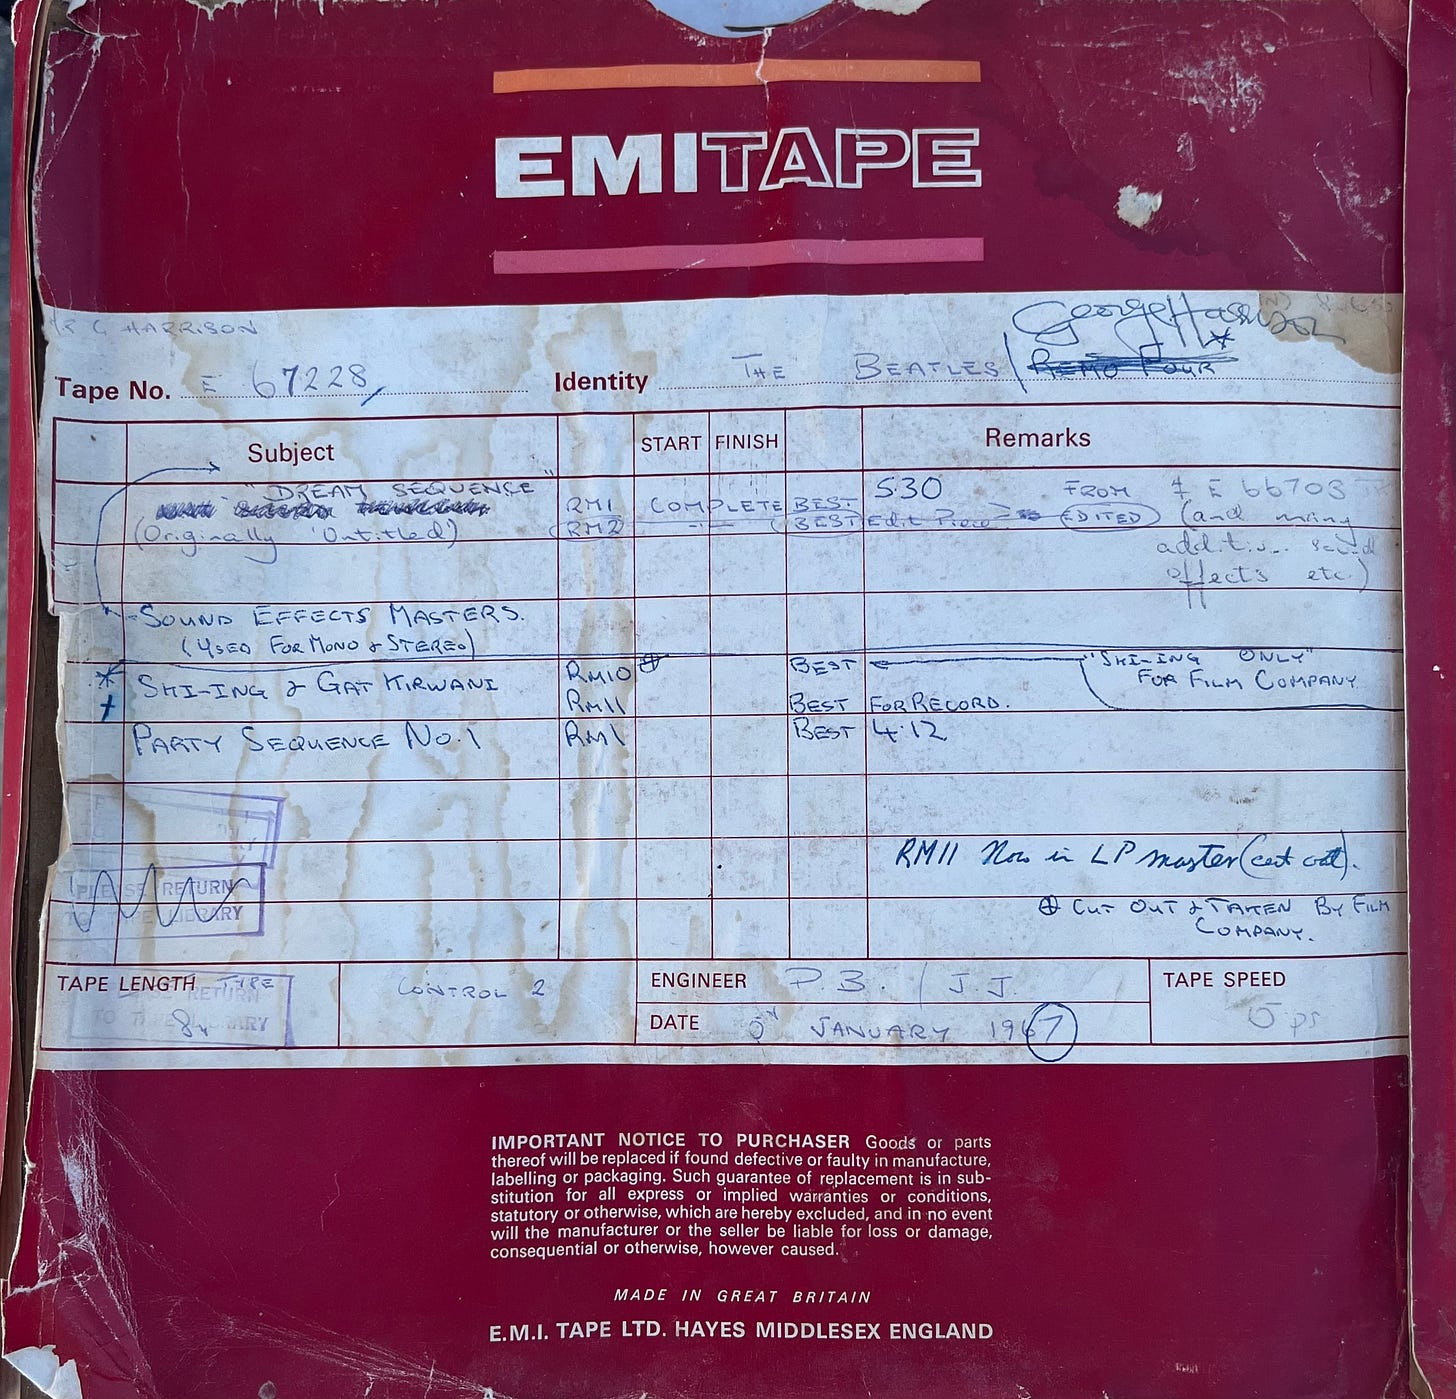 EMITAPE
G HARRISON
George Harrison
Tape No. E 67228 Identity THE BEATLES / REMO FOUR
Subject START FINISH Remarks
"DREAM SEQUENCE" RM1 COMPLETE BEST 5.30 FROM E 66703
(Originally Untitled) RM2 BEST Edit Piece EDITED (and many
sound
effects etc)
SOUND EFFECTS MASTERS.
(USED FOR MONO & STEREO)
SKI-ING & GAT KIRWANI RM10 ⊕ BEST "SKI-ING ONLY"
FOR FILM COMPANY
RM11 BEST FOR RECORD.
PARTY SEQUENCE NO. 1 RM1 BEST 4.12
RM11 Now in LP master (cut out).
PLEASE RETURN
TO TAPE LIBRARY
⊕ CUT OUT & TAKEN BY FILM
COMPANY.
TAPE LENGTH CONTROL 2 ENGINEER P.B. / J.J. TAPE SPEED
RETURN
DATE JANUARY 1967
IMPORTANT NOTICE TO PURCHASER Goods or parts
thereof will be replaced if found defective or faulty in manufacture,
labelling or packaging. Such guarantee of replacement is in sub-
stitution for all express or implied warranties or conditions,
statutory or otherwise, which are hereby excluded, and in no event
will the manufacturer or the seller be liable for loss or damage,
consequential or otherwise, however caused.
MADE IN GREAT BRITAIN
E.M.I. TAPE LTD. HAYES MIDDLESEX ENGLAND